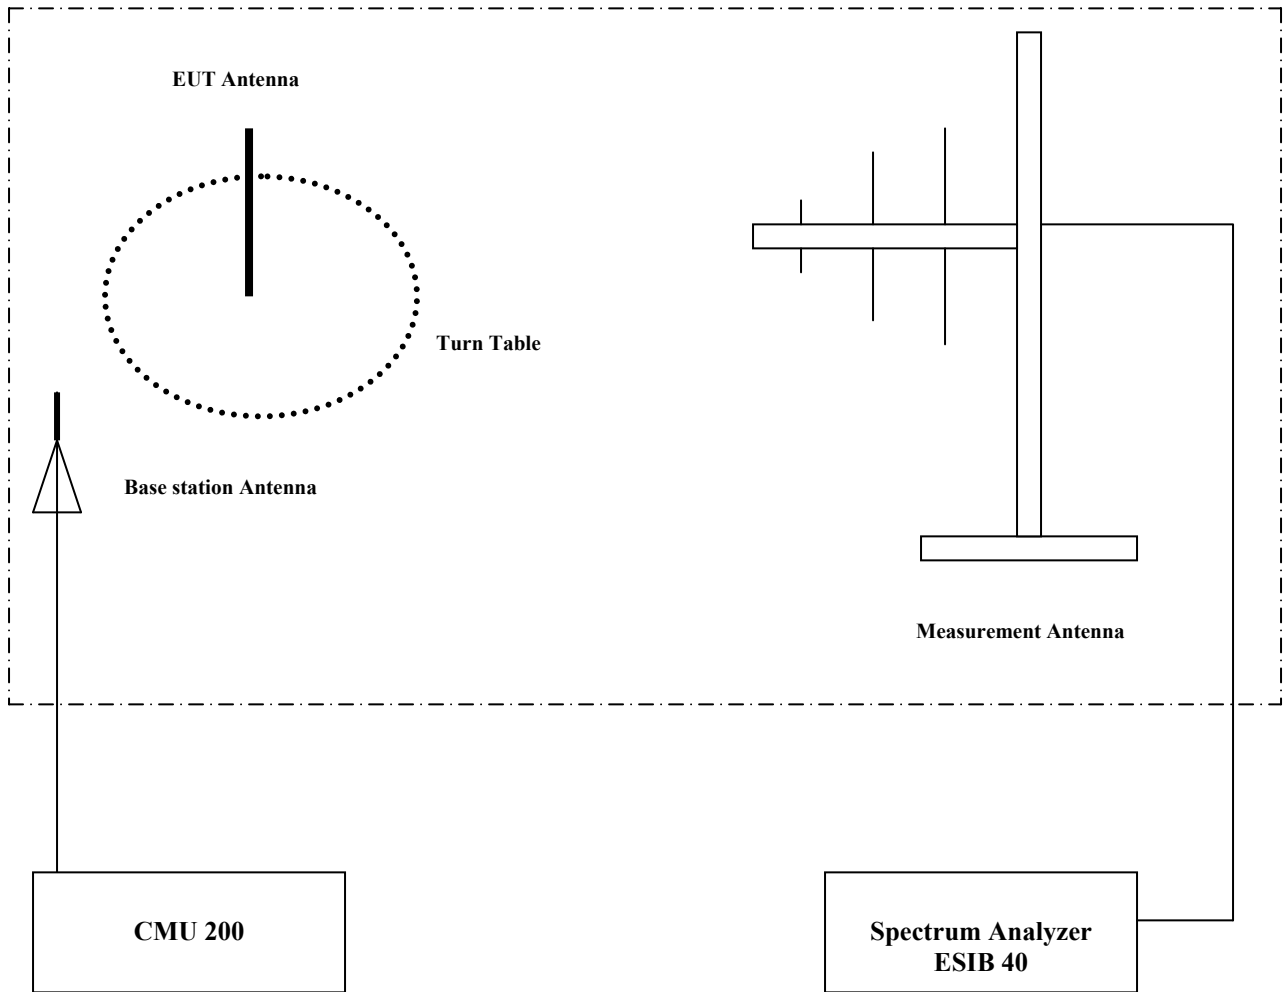 EUT Antenna
Turn Table
Base station Antenna
Measurement Antenna
CMU 200
Spectrum Analyzer
ESIB 40